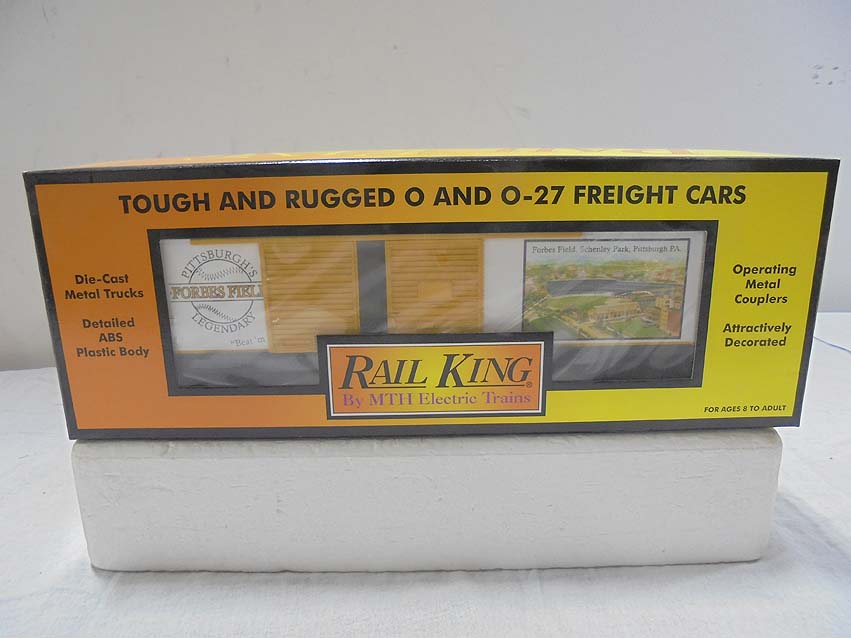 TOUGH AND RUGGED O AND O-27 FREIGHT CARS
Die-Cast
Metal Trucks
Detailed
ABS
Plastic Body
PITTSBURGH'S
FORBES FIELD
LEGENDARY
"Beat 'm
Forbes Field, Schenley Park, Pittsburgh PA.
Operating
Metal
Couplers
Attractively
Decorated
RAIL KING®
By MTH Electric Trains
FOR AGES 8 TO ADULT